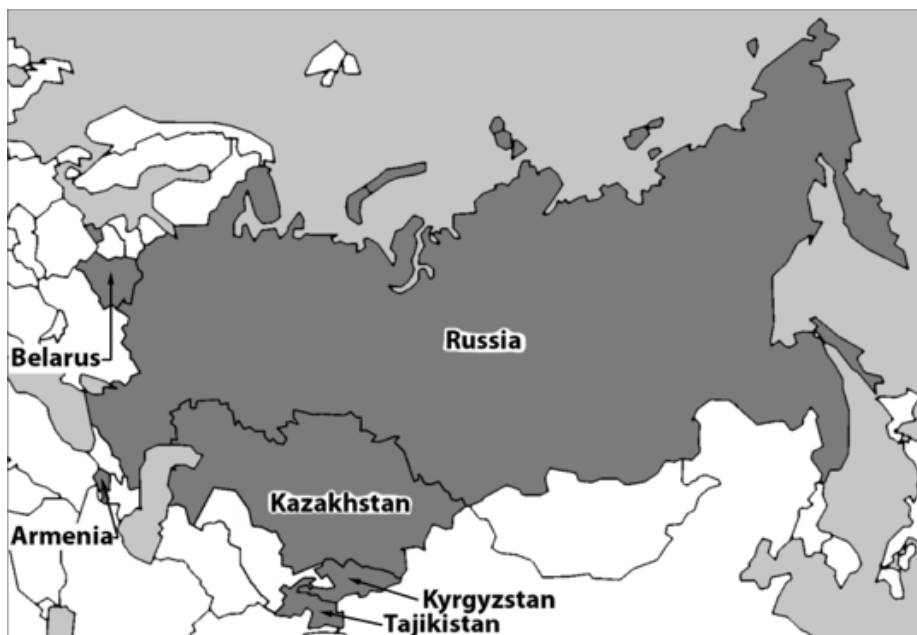 Russia
Belarus
Kazakhstan
Armenia
Kyrgyzstan
Tajikistan